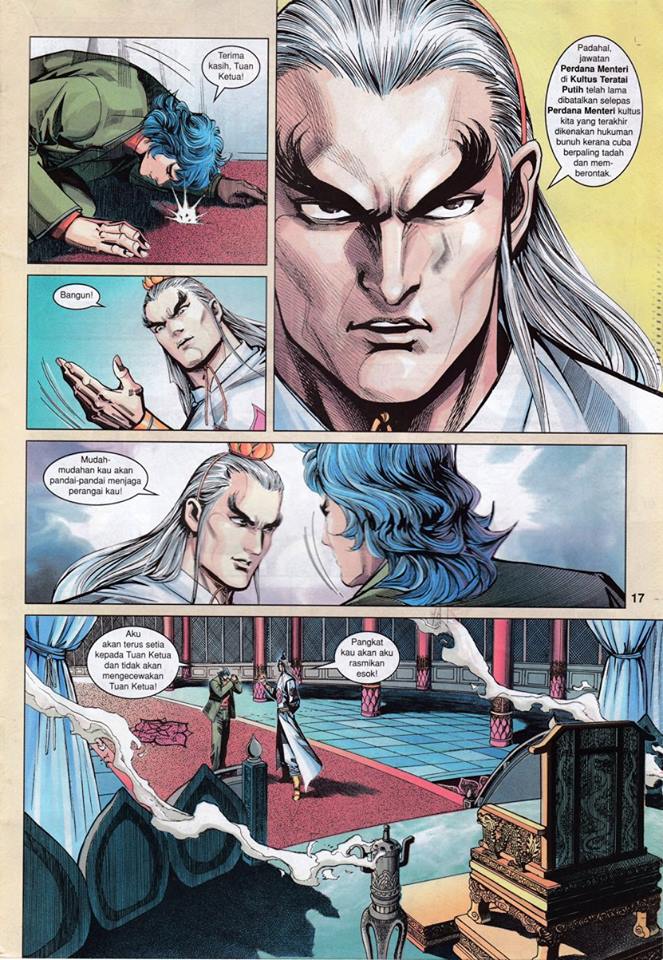 Terima
kasih, Tuan
Ketua!
Padahal,
jawatan
Perdana Menteri
di Kultus Teratai
Putih telah lama
dibatalkan selepas
Perdana Menteri kultus
kita yang terakhir
dikenakan hukuman
bunuh kerana cuba
berpaling tadah
dan mem-
berontak.
Bangun!
Mudah-
mudahan kau akan
pandai-pandai menjaga
perangai kau!
17
Aku
akan terus setia
kepada Tuan Ketua
dan tidak akan
mengecewakan
Tuan Ketua!
Pangkat
kau akan aku
rasmikan
esok!